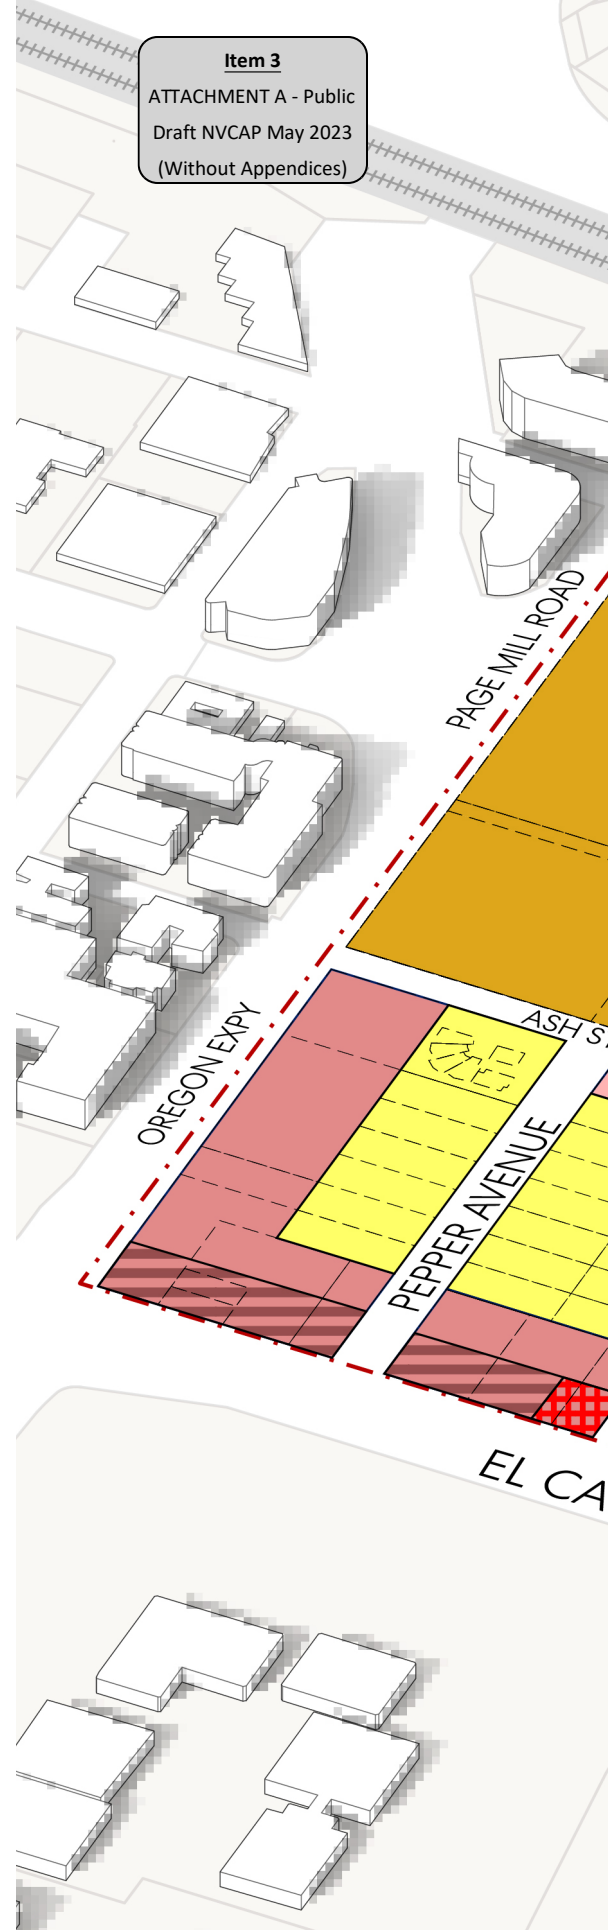 Item 3
ATTACHMENT A - Public
Draft NVCAP May 2023
(Without Appendices)
PAGE MILL ROAD
ASH ST
OREGON EXPY
PEPPER AVENUE
EL CA